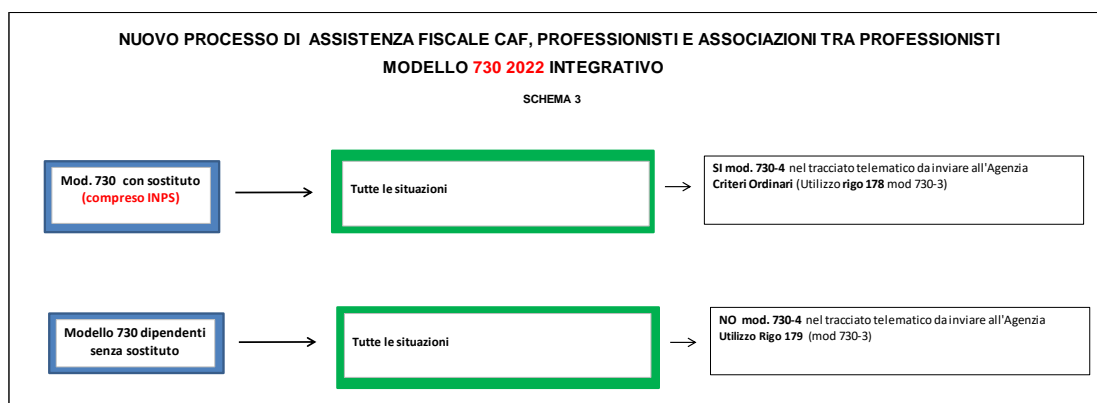 NUOVO PROCESSO DI ASSISTENZA FISCALE CAF, PROFESSIONISTI E ASSOCIAZIONI TRA PROFESSIONISTI
MODELLO 730 2022 INTEGRATIVO
SCHEMA 3
Mod. 730 con sostituto
(compreso INPS)
Tutte le situazioni
SI mod. 730-4 nel tracciato telematico da inviare all'Agenzia
Criteri Ordinari (Utilizzo rigo 178 mod 730-3)
Modello 730 dipendenti
senza sostituto
Tutte le situazioni
NO mod. 730-4 nel tracciato telematico da inviare all'Agenzia
Utilizzo Rigo 179 (mod 730-3)